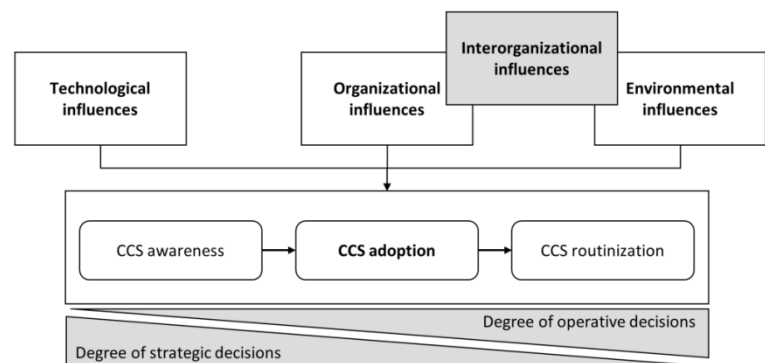 Technological
influences
Organizational
influences
Interorganizational
influences
Environmental
influences
CCS awareness
CCS adoption
CCS routinization
Degree of operative decisions
Degree of strategic decisions